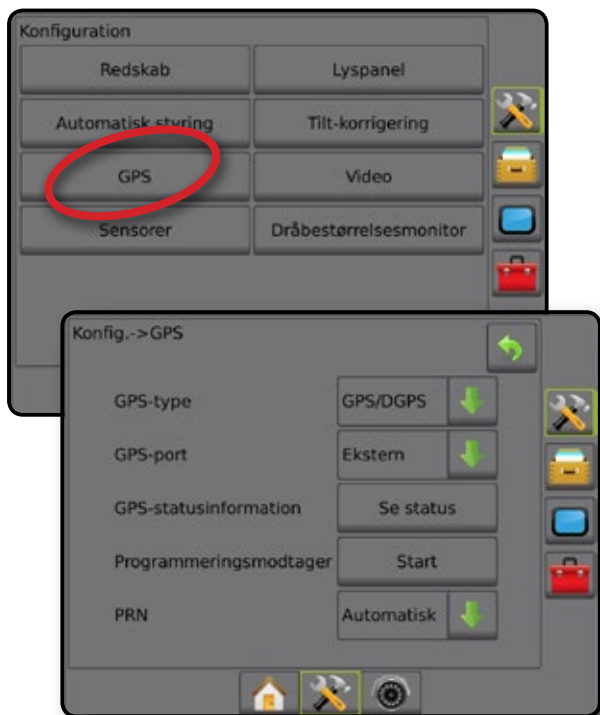 Konfiguration
Redskab
Lyspanel
Automatisk styring
Tilt-korrigering
GPS
Video
Sensorer
Dråbestørrelsesmonitor
Konfig.->GPS
GPS-type
GPS/DGPS
GPS-port
Ekstern
GPS-statusinformation
Se status
Programmeringsmodtager
Start
PRN
Automatisk